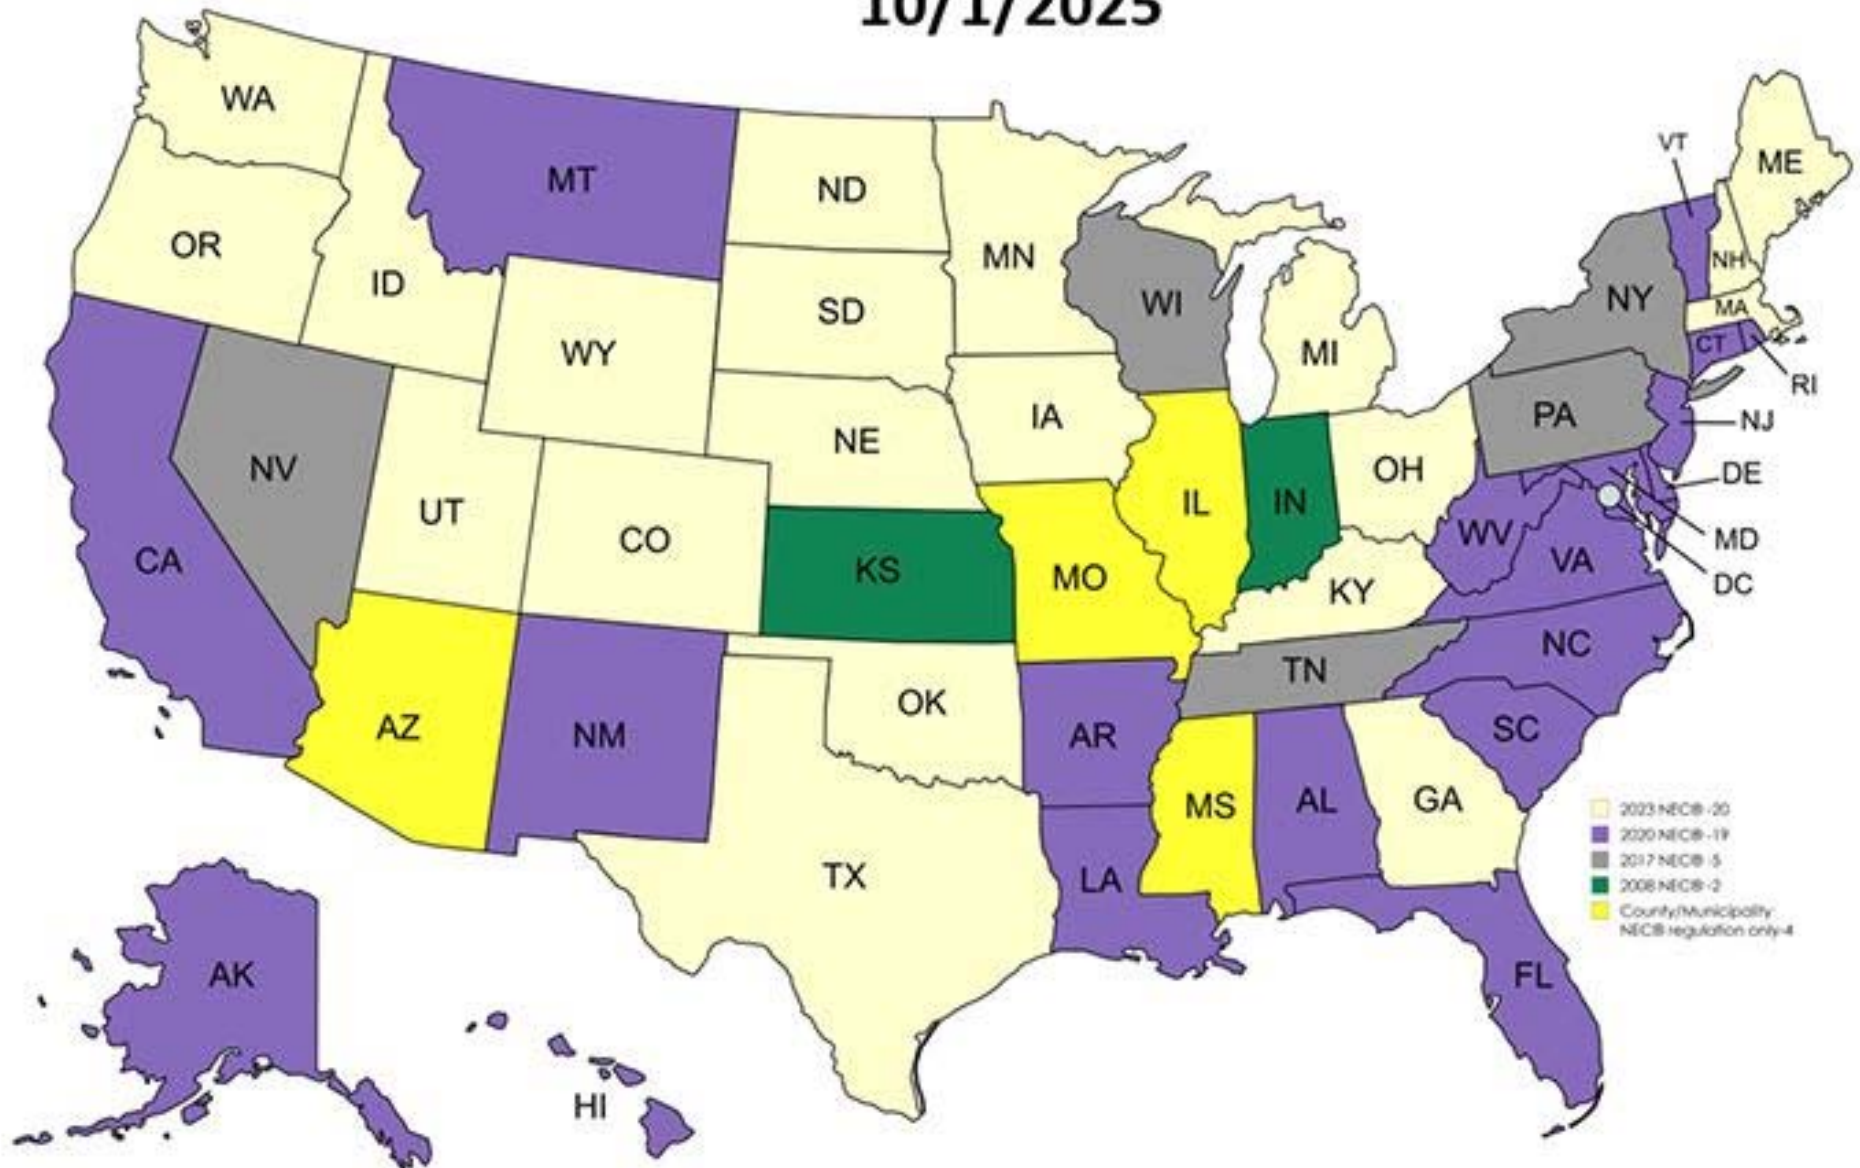 10/1/2025
WA
MT
ND
MN
VT
ME
OR
ID
SD
WI
NY
NH
MA
WY
MI
CT
RI
IA
NE
PA
NJ
NV
UT
CO
IL
IN
OH
DE
WV
MD
CA
KS
MO
KY
VA
DC
NC
TN
OK
AZ
NM
AR
SC
MS
AL
GA
TX
LA
AK
FL
HI
2023 NEC® -20
2020 NEC® -19
2017 NEC® -5
2008 NEC® -2
County/Municipality
NEC® regulation only-4